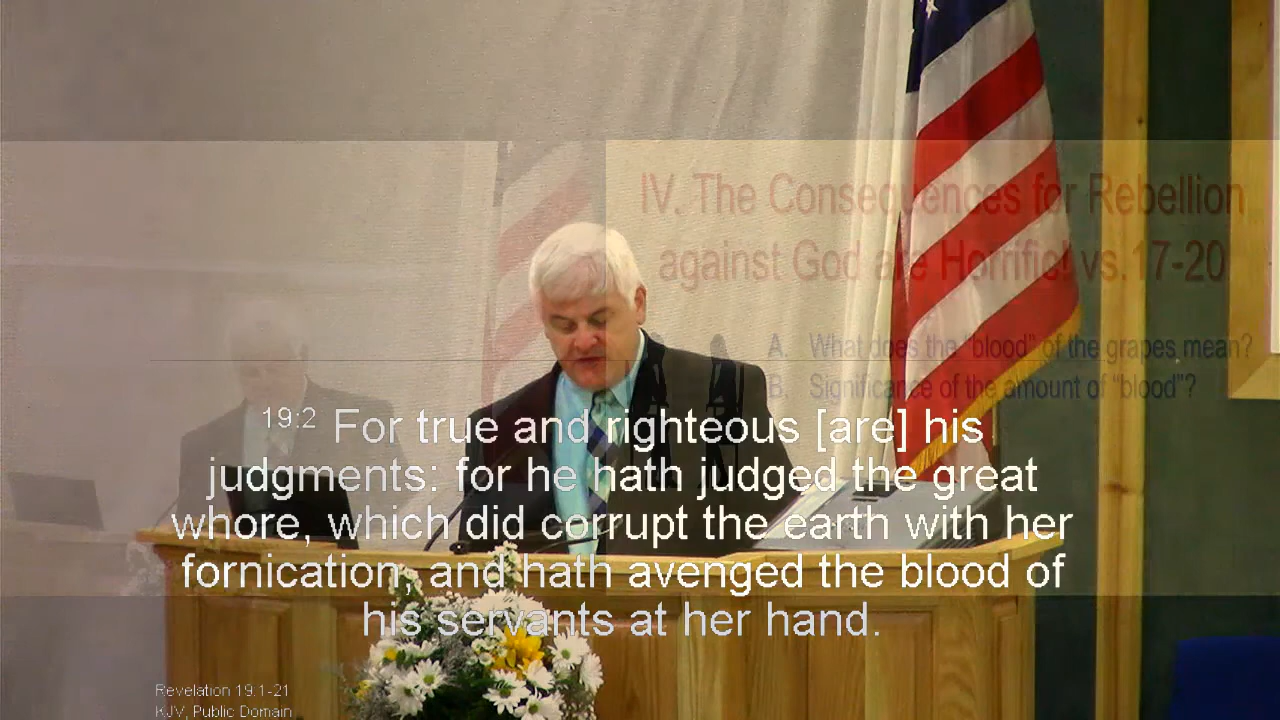 IV. The Consequences for Rebellion
against God are Horrific! vs.17-20
A. What does the "blood" of the grapes mean?
B. Significance of the amount of "blood"?
19:2 For true and righteous [are] his
judgments: for he hath judged the great
whore, which did corrupt the earth with her
fornication, and hath avenged the blood of
his servants at her hand.
Revelation 19:1-21
KJV, Public Domain